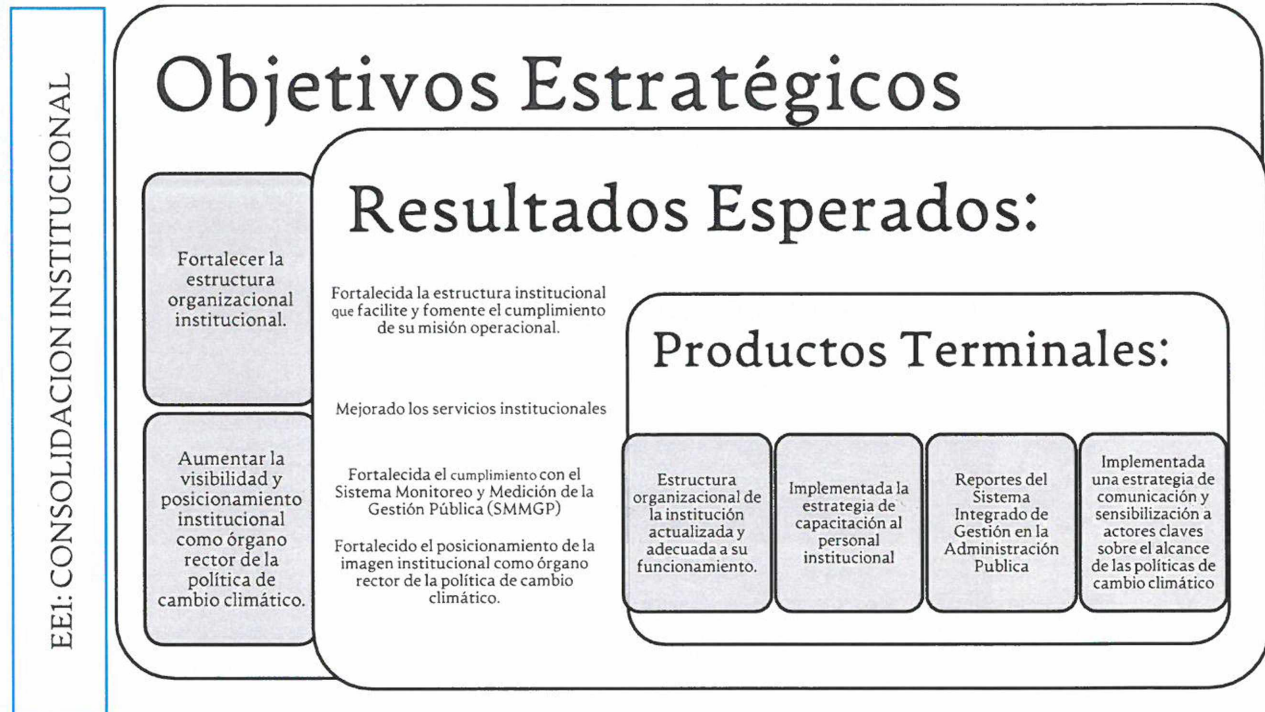 EE1: CONSOLIDACION INSTITUCIONAL
Objetivos Estratégicos
Fortalecer la
estructura
organizacional
institucional.
Aumentar la
visibilidad y
posicionamiento
institucional
como órgano
rector de la
política de
cambio climático.
Resultados Esperados:
Fortalecida la estructura institucional
que facilite y fomente el cumplimiento
de su misión operacional.
Mejorado los servicios institucionales
Fortalecida el cumplimiento con el
Sistema Monitoreo y Medición de la
Gestión Pública (SMMGP)
Fortalecido el posicionamiento de la
imagen institucional como órgano
rector de la política de cambio
climático.
Productos Terminales:
Estructura
organizacional de
la institución
actualizada y
adecuada a su
funcionamiento.
Implementada la
estrategia de
capacitación al
personal
institucional
Reportes del
Sistema
Integrado de
Gestión en la
Administración
Publica
Implementada
una estrategia de
comunicación y
sensibilización a
actores claves
sobre el alcance
de las políticas de
cambio climático